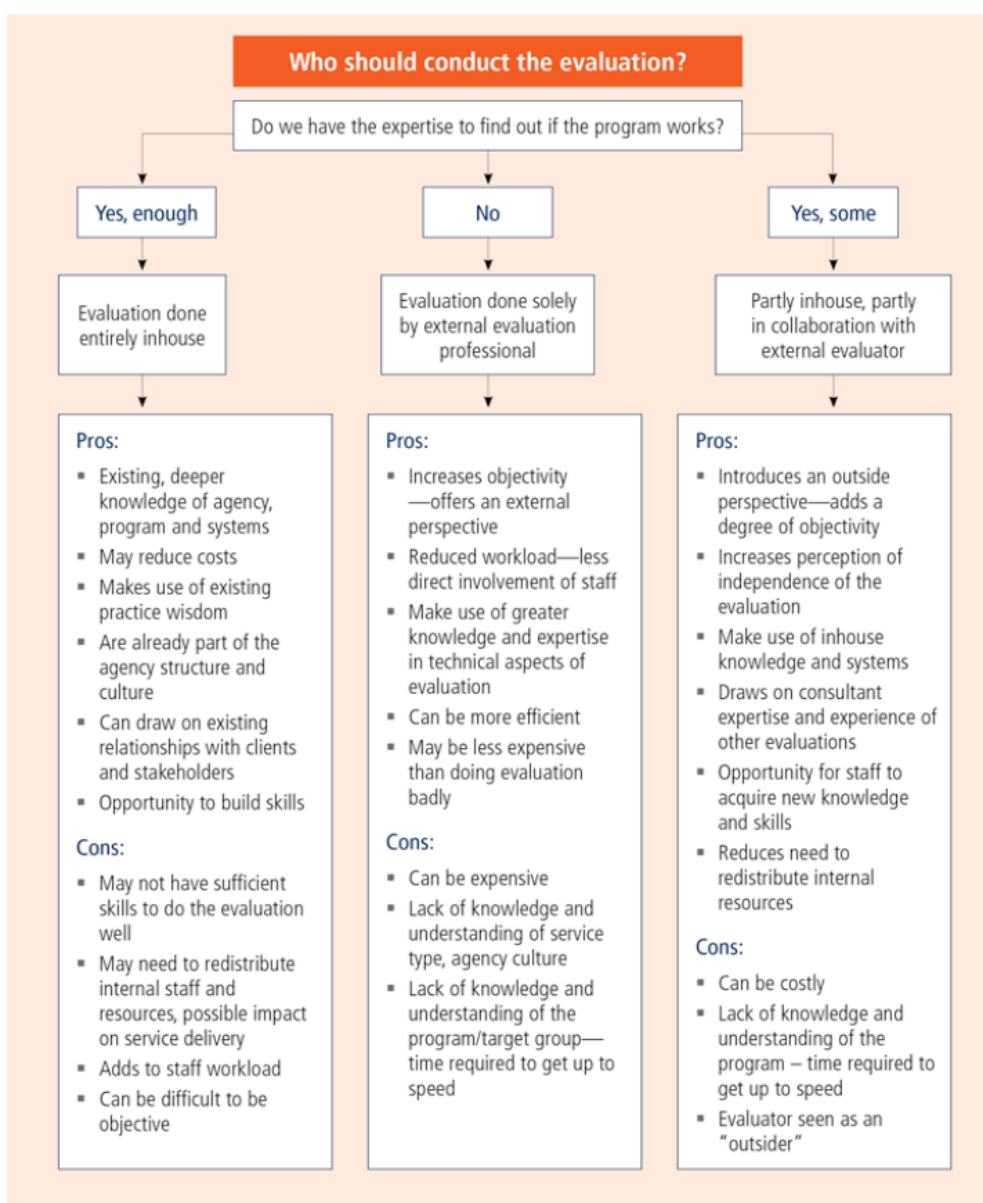 Who should conduct the evaluation?
Do we have the expertise to find out if the program works?
Yes, enough
Evaluation done
entirely inhouse
Pros:
▪ Existing, deeper
knowledge of agency,
program and systems
▪ May reduce costs
▪ Makes use of existing
practice wisdom
▪ Are already part of the
agency structure and
culture
▪ Can draw on existing
relationships with clients
and stakeholders
▪ Opportunity to build skills
Cons:
▪ May not have sufficient
skills to do the evaluation
well
▪ May need to redistribute
internal staff and
resources, possible impact
on service delivery
▪ Adds to staff workload
▪ Can be difficult to be
objective
No
Evaluation done solely
by external evaluation
professional
Pros:
▪ Increases objectivity
—offers an external
perspective
▪ Reduced workload—less
direct involvement of staff
▪ Make use of greater
knowledge and expertise
in technical aspects of
evaluation
▪ Can be more efficient
▪ May be less expensive
than doing evaluation
badly
Cons:
▪ Can be expensive
▪ Lack of knowledge and
understanding of service
type, agency culture
▪ Lack of knowledge and
understanding of the
program/target group—
time required to get up to
speed
Yes, some
Partly inhouse, partly
in collaboration with
external evaluator
Pros:
▪ Introduces an outside
perspective—adds a
degree of objectivity
▪ Increases perception of
independence of the
evaluation
▪ Make use of inhouse
knowledge and systems
▪ Draws on consultant
expertise and experience of
other evaluations
▪ Opportunity for staff to
acquire new knowledge
and skills
▪ Reduces need to
redistribute internal
resources
Cons:
▪ Can be costly
▪ Lack of knowledge and
understanding of the
program – time required to
get up to speed
▪ Evaluator seen as an
"outsider"